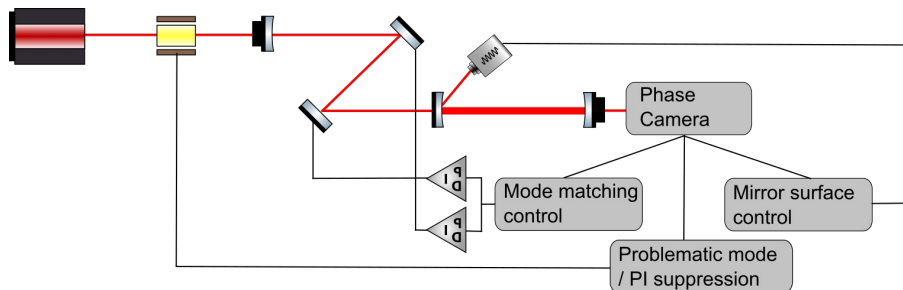 Phase
Camera
P
I
D
Mode matching
control
Mirror surface
control
P
I
D
Problematic mode
/ PI suppression